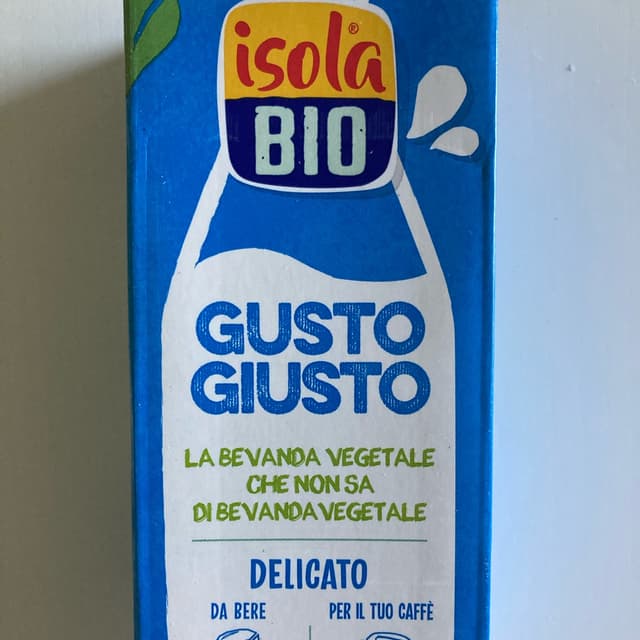 isola®
BIO
GUSTO
GIUSTO
LA BEVANDA VEGETALE
CHE NON SA
DI BEVANDA VEGETALE
DELICATO
DA BERE PER IL TUO CAFFÈ